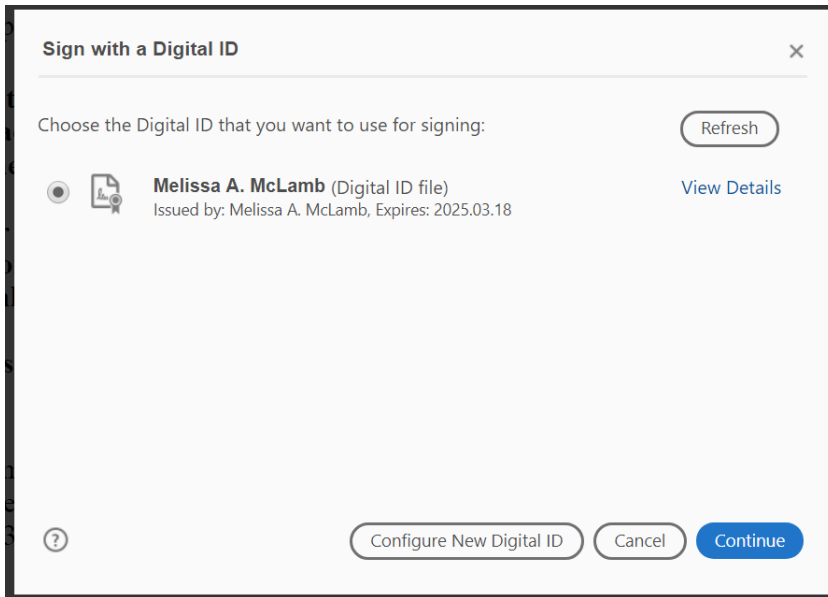 Sign with a Digital ID
Choose the Digital ID that you want to use for signing:
Refresh
Melissa A. McLamb (Digital ID file)
View Details
Issued by: Melissa A. McLamb, Expires: 2025.03.18
?
Configure New Digital ID
Cancel
Continue